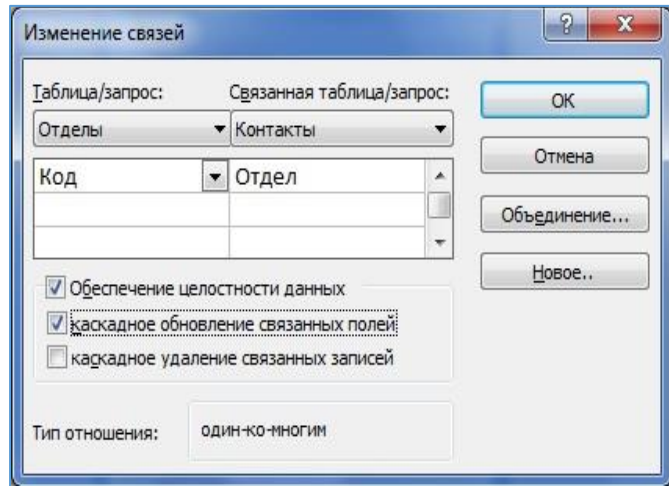 Изменение связей
Таблица/запрос: Связанная таблица/запрос:
Отделы Контакты
Код Отдел
Обеспечение целостности данных
каскадное обновление связанных полей
каскадное удаление связанных записей
Тип отношения: один-ко-многим
ОК
Отмена
Объединение...
Новое..